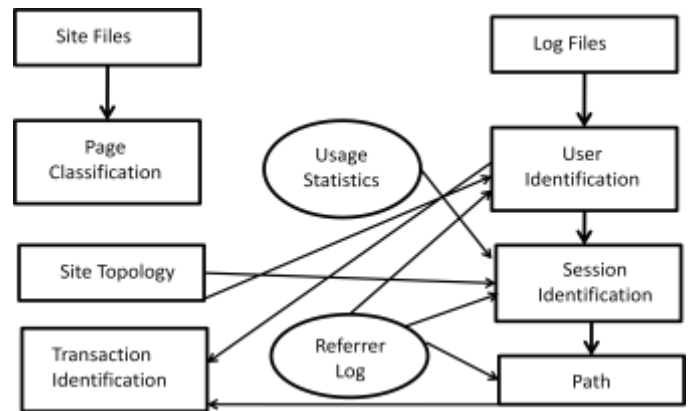 Site Files
Log Files
Page
Classification
Usage
Statistics
User
Identification
Site Topology
Session
Identification
Transaction
Identification
Referrer
Log
Path